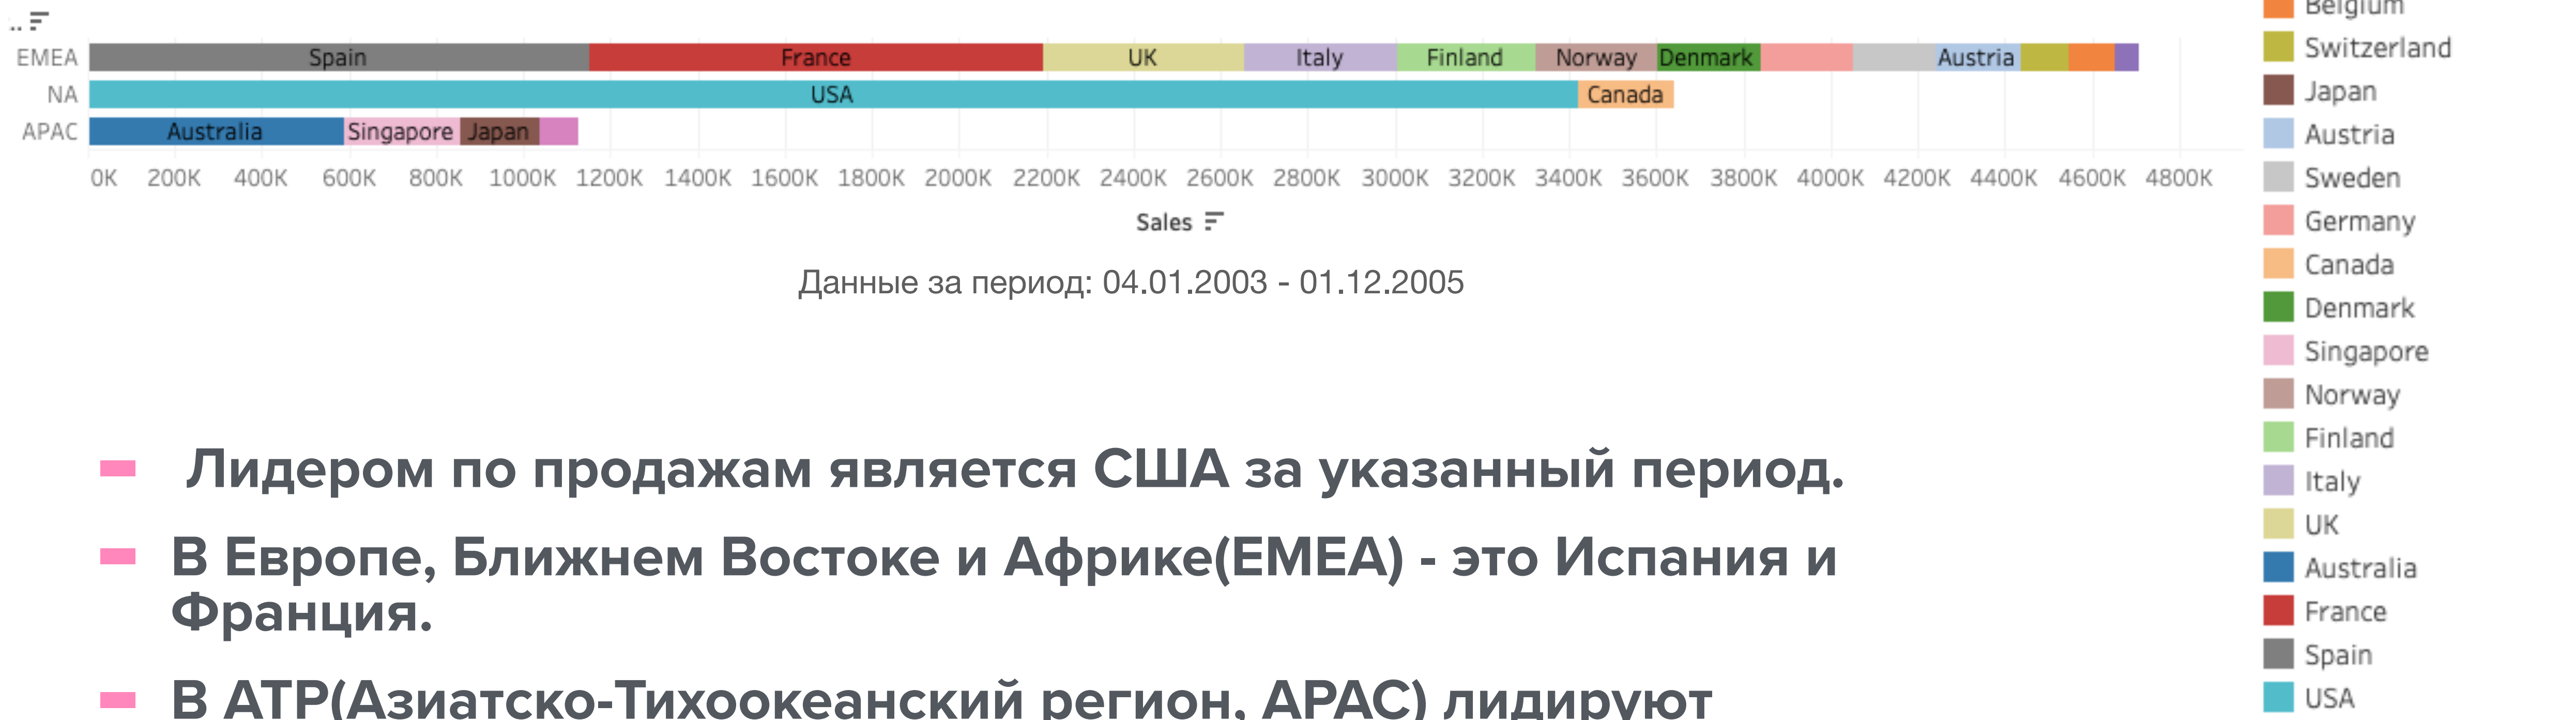 EMEA Spain France UK Italy Finland Norway Denmark Austria
NA USA Canada
APAC Australia Singapore Japan
0K 200K 400K 600K 800K 1000K 1200K 1400K 1600K 1800K 2000K 2200K 2400K 2600K 2800K 3000K 3200K 3400K 3600K 3800K 4000K 4200K 4400K 4600K 4800K
Sales
Данные за период: 04.01.2003 - 01.12.2005
Лидером по продажам является США за указанный период.
В Европе, Ближнем Востоке и Африке(EMEA) - это Испания и
Франция.
В АТР(Азиатско-Тихоокеанский регион, APAC) лидируют
Belgium
Switzerland
Japan
Austria
Sweden
Germany
Canada
Denmark
Singapore
Norway
Finland
Italy
UK
Australia
France
Spain
USA